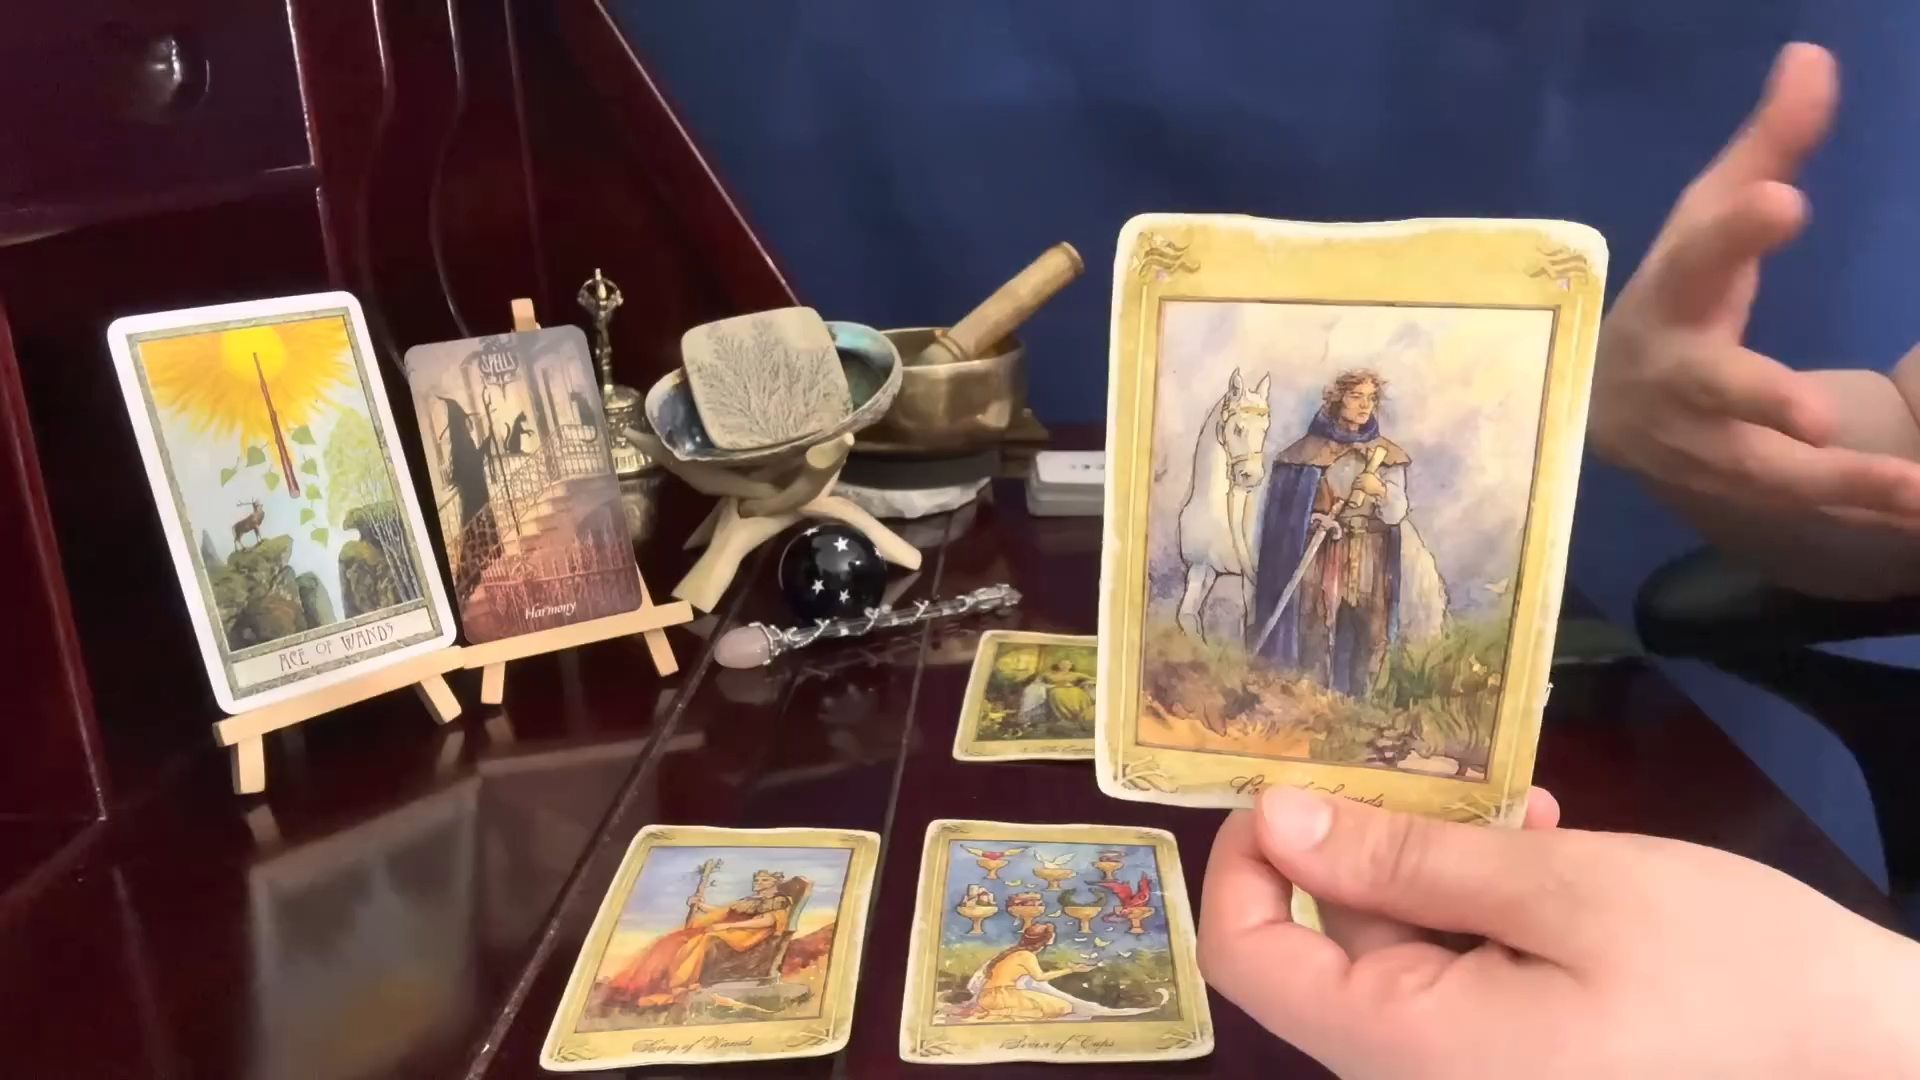 SPELLS
Harmony
ACE OF WANDS
King of Wands
Seven of Cups